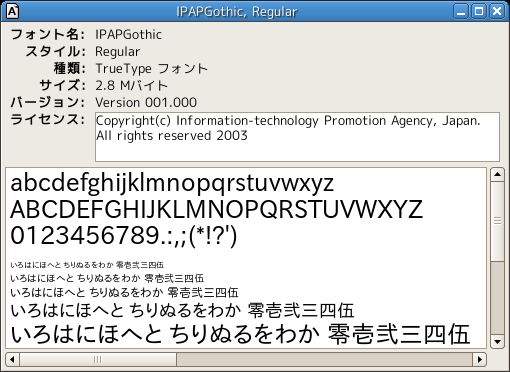 IPAPGothic, Regular
フォント名: IPAPGothic
スタイル: Regular
種類: TrueType フォント
サイズ: 2.8 Mバイト
バージョン: Version 001.000
ライセンス: Copyright(c) Information-technology Promotion Agency, Japan.
All rights reserved 2003
abcdefghijklmnopqrstuvwxyz
ABCDEFGHIJKLMNOPQRSTUVWXYZ
0123456789.:,;(*!?')
いろはにほへと ちりぬるをわか 零壱弐三四伍
いろはにほへと ちりぬるをわか 零壱弐三四伍
いろはにほへと ちりぬるをわか 零壱弐三四伍
いろはにほへと ちりぬるをわか 零壱弐三四伍
いろはにほへと ちりぬるをわか 零壱弐三四伍